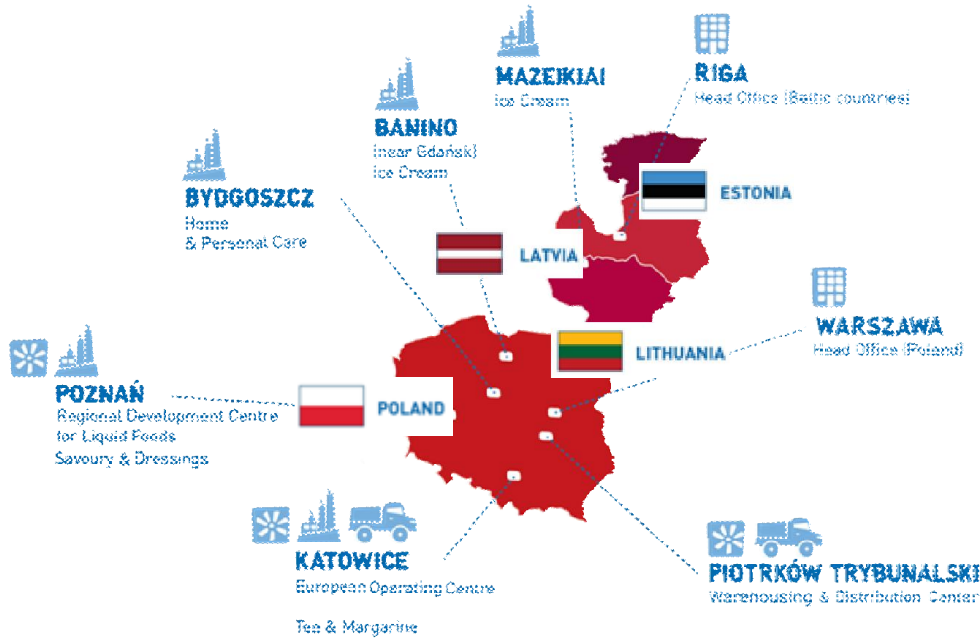 MAZEIKIAI
Ice Cream
RIGA
Head Office (Baltic countries)
BANINO
(near Gdańsk)
Ice Cream
BYDGOSZCZ
Home
& Personal Care
ESTONIA
LATVIA
WARSZAWA
Head Office (Poland)
LITHUANIA
POZNAŃ
Regional Development Centre
for Liquid Foods
Savoury & Dressings
POLAND
KATOWICE
European Operating Centre
Tea & Margarine
PIOTRKÓW TRYBUNALSKI
Warehousing & Distribution Center